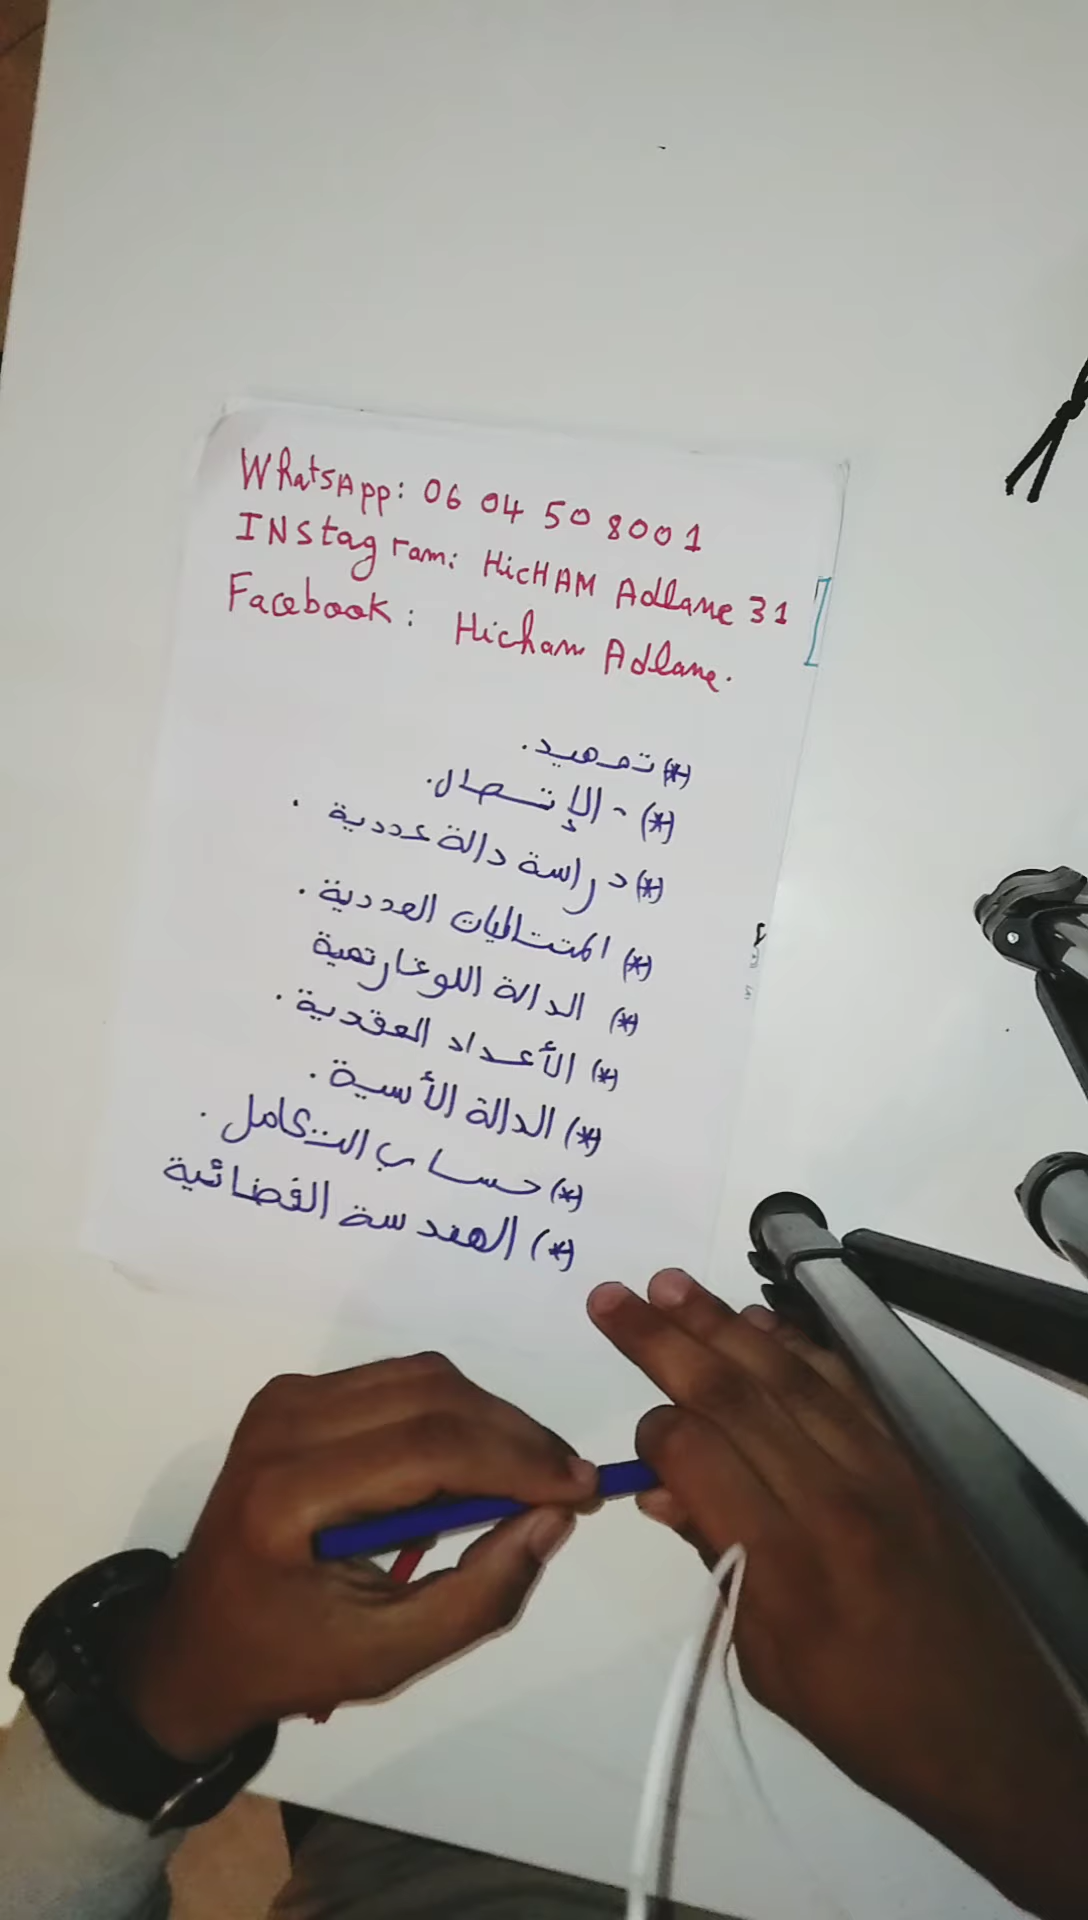 WhatsApp: 06 04 50 8001
INstagram: HicHAM Adlane 31
Facebook: Hicham Adlane.
(*) تمهيد.
(*) - الإتصال.
(*) دراسة دالة عددية.
(*) المتتاليات العددية.
(*) الدالة اللوغارتمية
(*) الأعداد العقدية.
(*) الدالة الأسية.
(*) حساب التكامل.
(*) الهندسة الفضائية